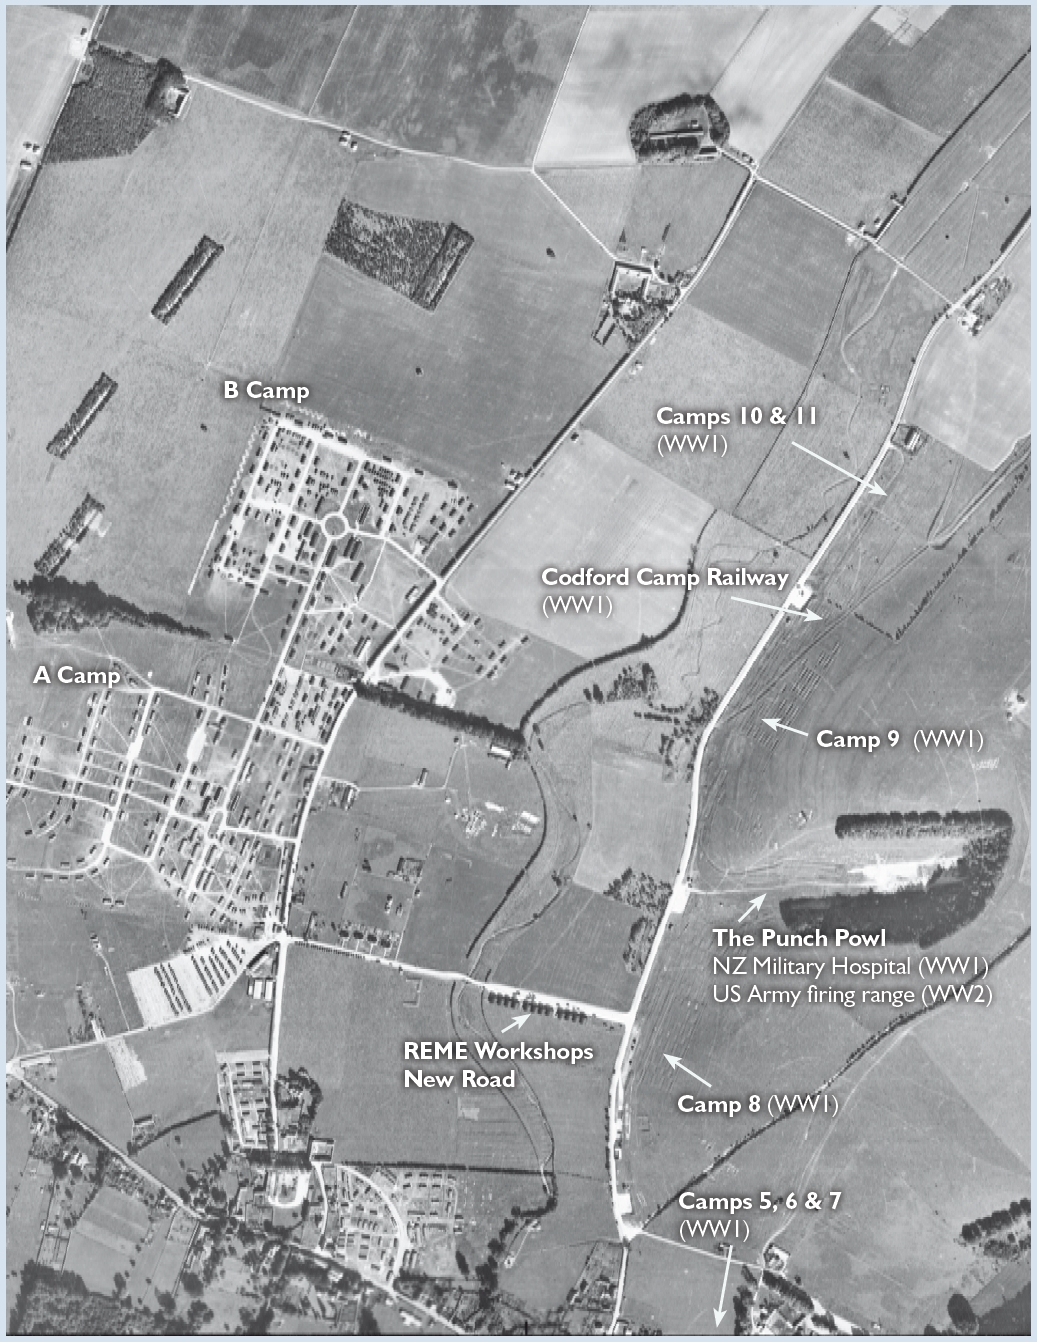 B Camp
Camps 10 & 11
(WW1)
Codford Camp Railway
(WW1)
A Camp
Camp 9 (WW1)
The Punch Powl
NZ Military Hospital (WW1)
US Army firing range (WW2)
REME Workshops
New Road
Camp 8 (WW1)
Camps 5, 6 & 7
(WW1)